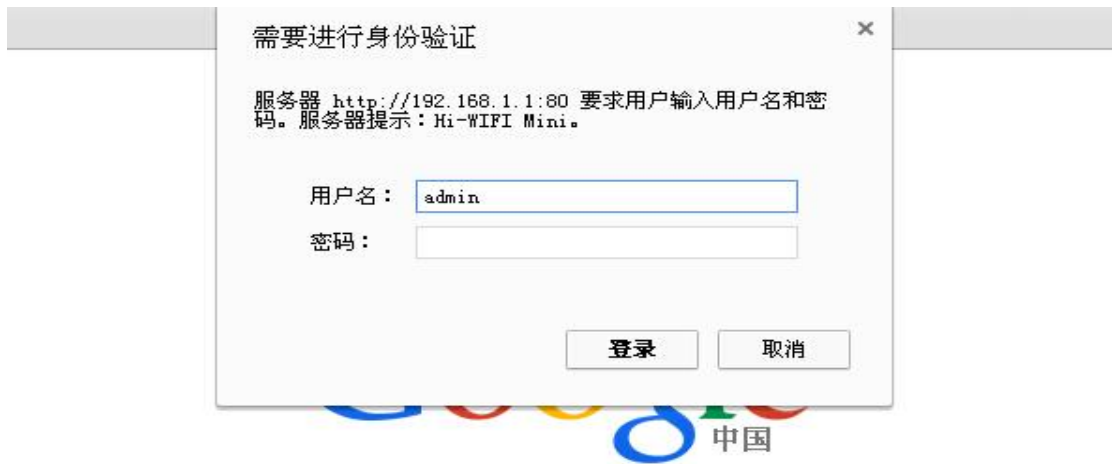 需要进行身份验证
×
服务器 http://192.168.1.1:80 要求用户输入用户名和密
码。服务器提示：Hi-WIFI Mini。
用户名： admin
密码：
登录 取消
Google
中国